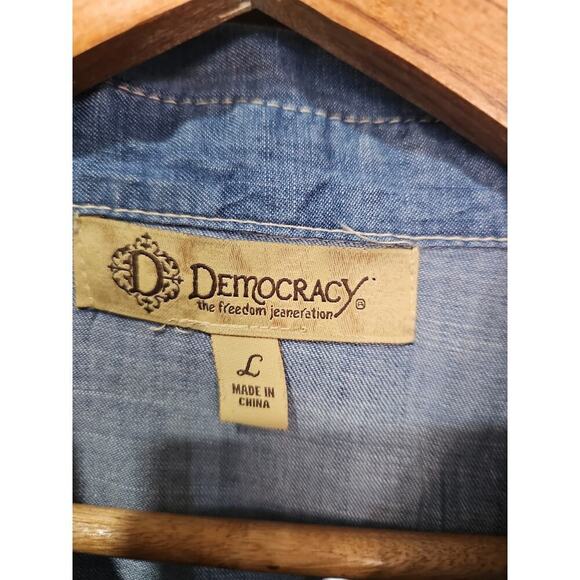 D DEMOCRACY®
the freedom jeaneration
L
MADE IN
CHINA